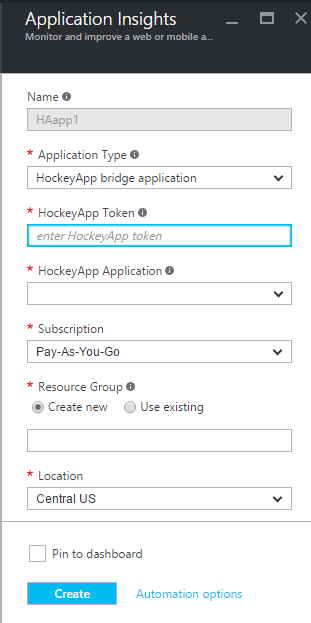 Application Insights
Monitor and improve a web or mobile a...
Name
HAapp1
* Application Type
HockeyApp bridge application
* HockeyApp Token
enter HockeyApp token
* HockeyApp Application
* Subscription
Pay-As-You-Go
* Resource Group
Create new Use existing
* Location
Central US
Pin to dashboard
Create Automation options